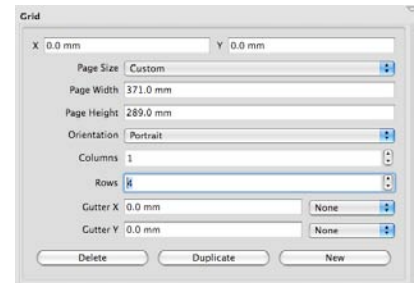 Grid
X 0.0 mm Y 0.0 mm
Page Size Custom
Page Width 371.0 mm
Page Height 289.0 mm
Orientation Portrait
Columns 1
Rows 4
Gutter X 0.0 mm None
Gutter Y 0.0 mm None
Delete Duplicate New